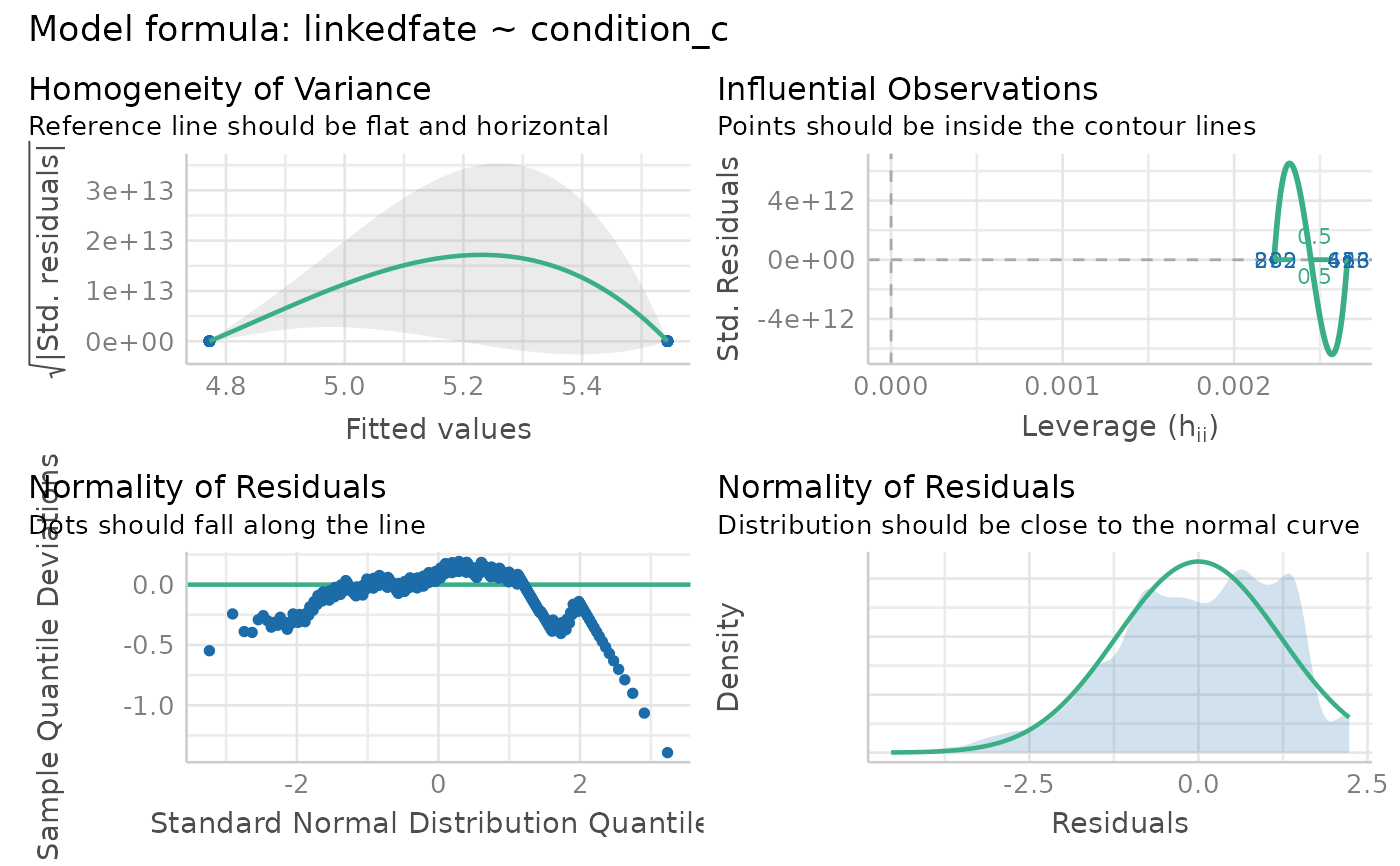 Model formula: linkedfate ~ condition_c
Homogeneity of Variance
Reference line should be flat and horizontal
√|Std. residuals|
3e+13
2e+13
1e+13
0e+00
4.8 5.0 5.2 5.4
Fitted values
Influential Observations
Points should be inside the contour lines
Std. Residuals
4e+12
0e+00
-4e+12
0.5
0.5
0.000 0.001 0.002
Leverage (hii)
Normality of Residuals
Dots should fall along the line
Sample Quantile Deviations
0.0
-0.5
-1.0
-2 0 2
Standard Normal Distribution Quantile
Normality of Residuals
Distribution should be close to the normal curve
Density
-2.5 0.0 2.5
Residuals